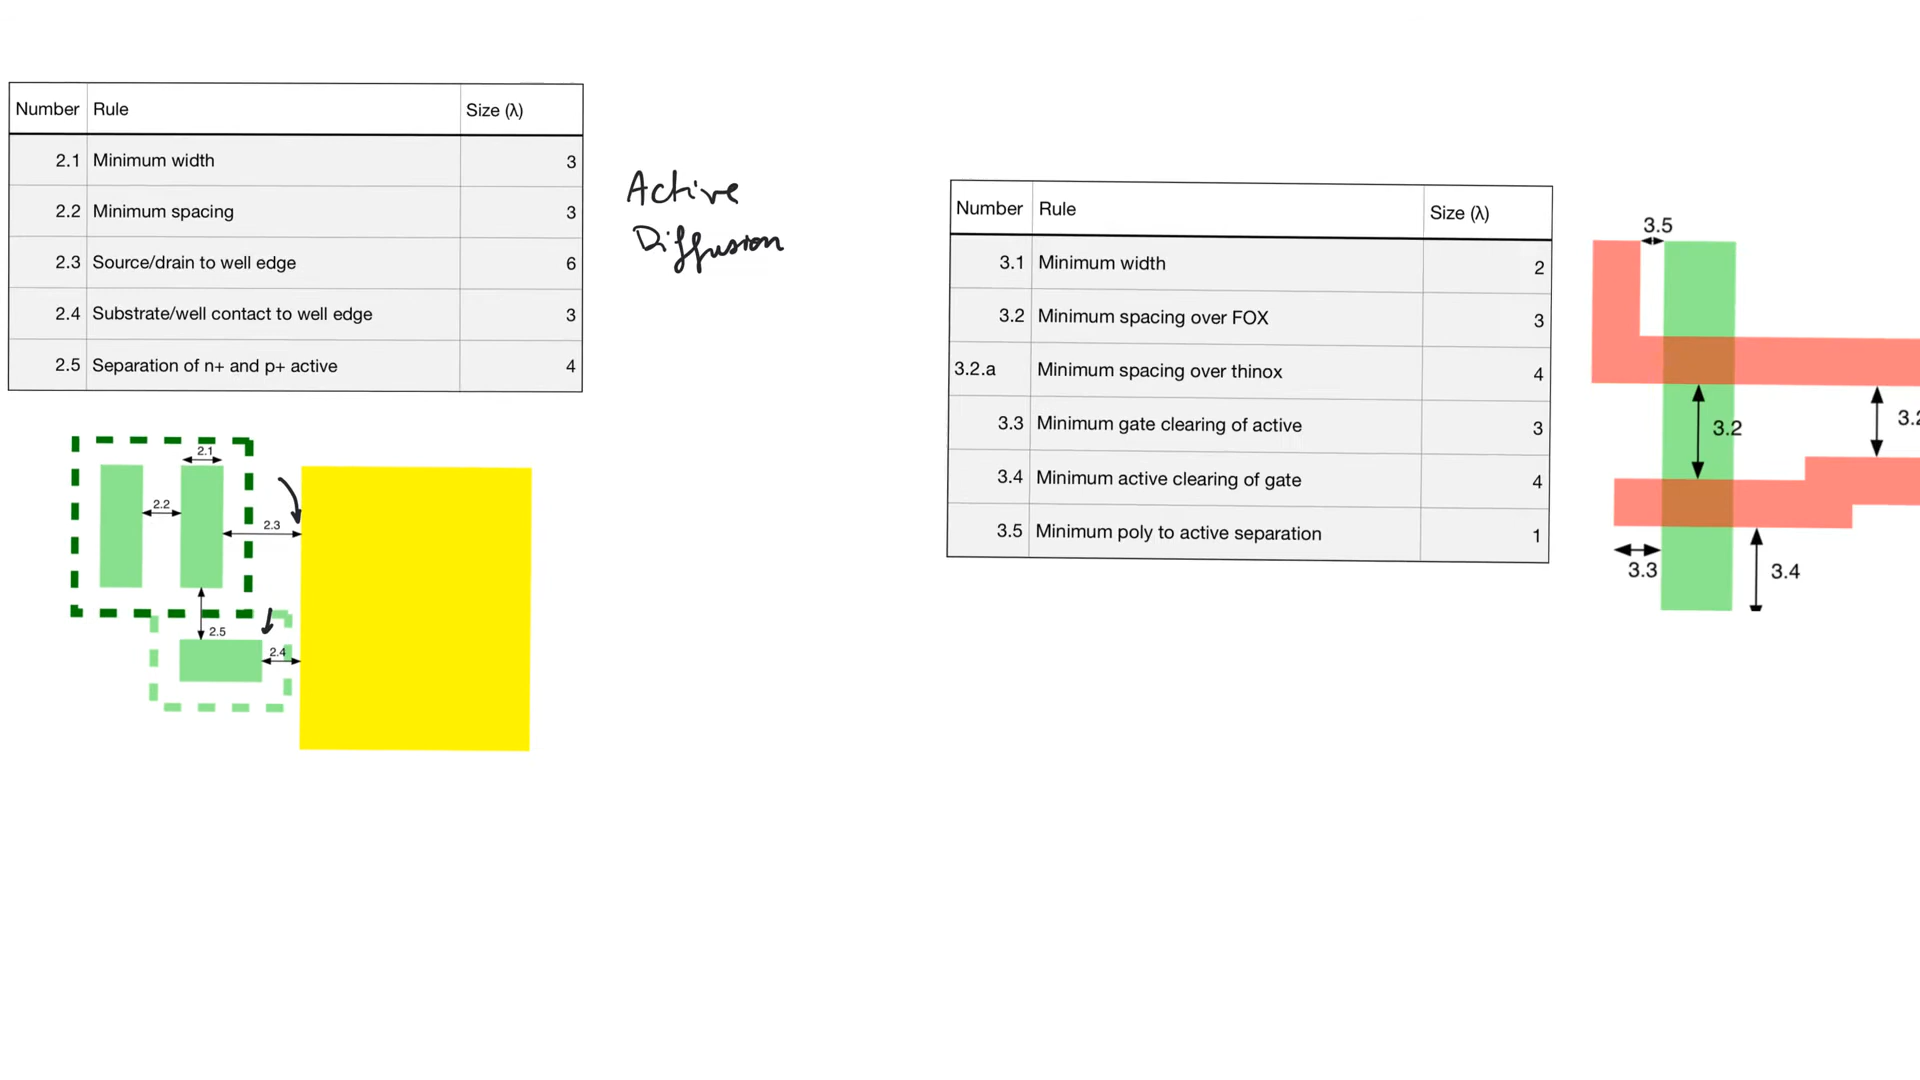 Number Rule Size (λ)
2.1 Minimum width 3
2.2 Minimum spacing 3
2.3 Source/drain to well edge 6
2.4 Substrate/well contact to well edge 3
2.5 Separation of n+ and p+ active 4
Active
Diffusion
2.1
2.2
2.3
2.5
2.4
Number Rule Size (λ)
3.1 Minimum width 2
3.2 Minimum spacing over FOX 3
3.2.a Minimum spacing over thinox 4
3.3 Minimum gate clearing of active 3
3.4 Minimum active clearing of gate 4
3.5 Minimum poly to active separation 1
3.5
3.2
3.3
3.4